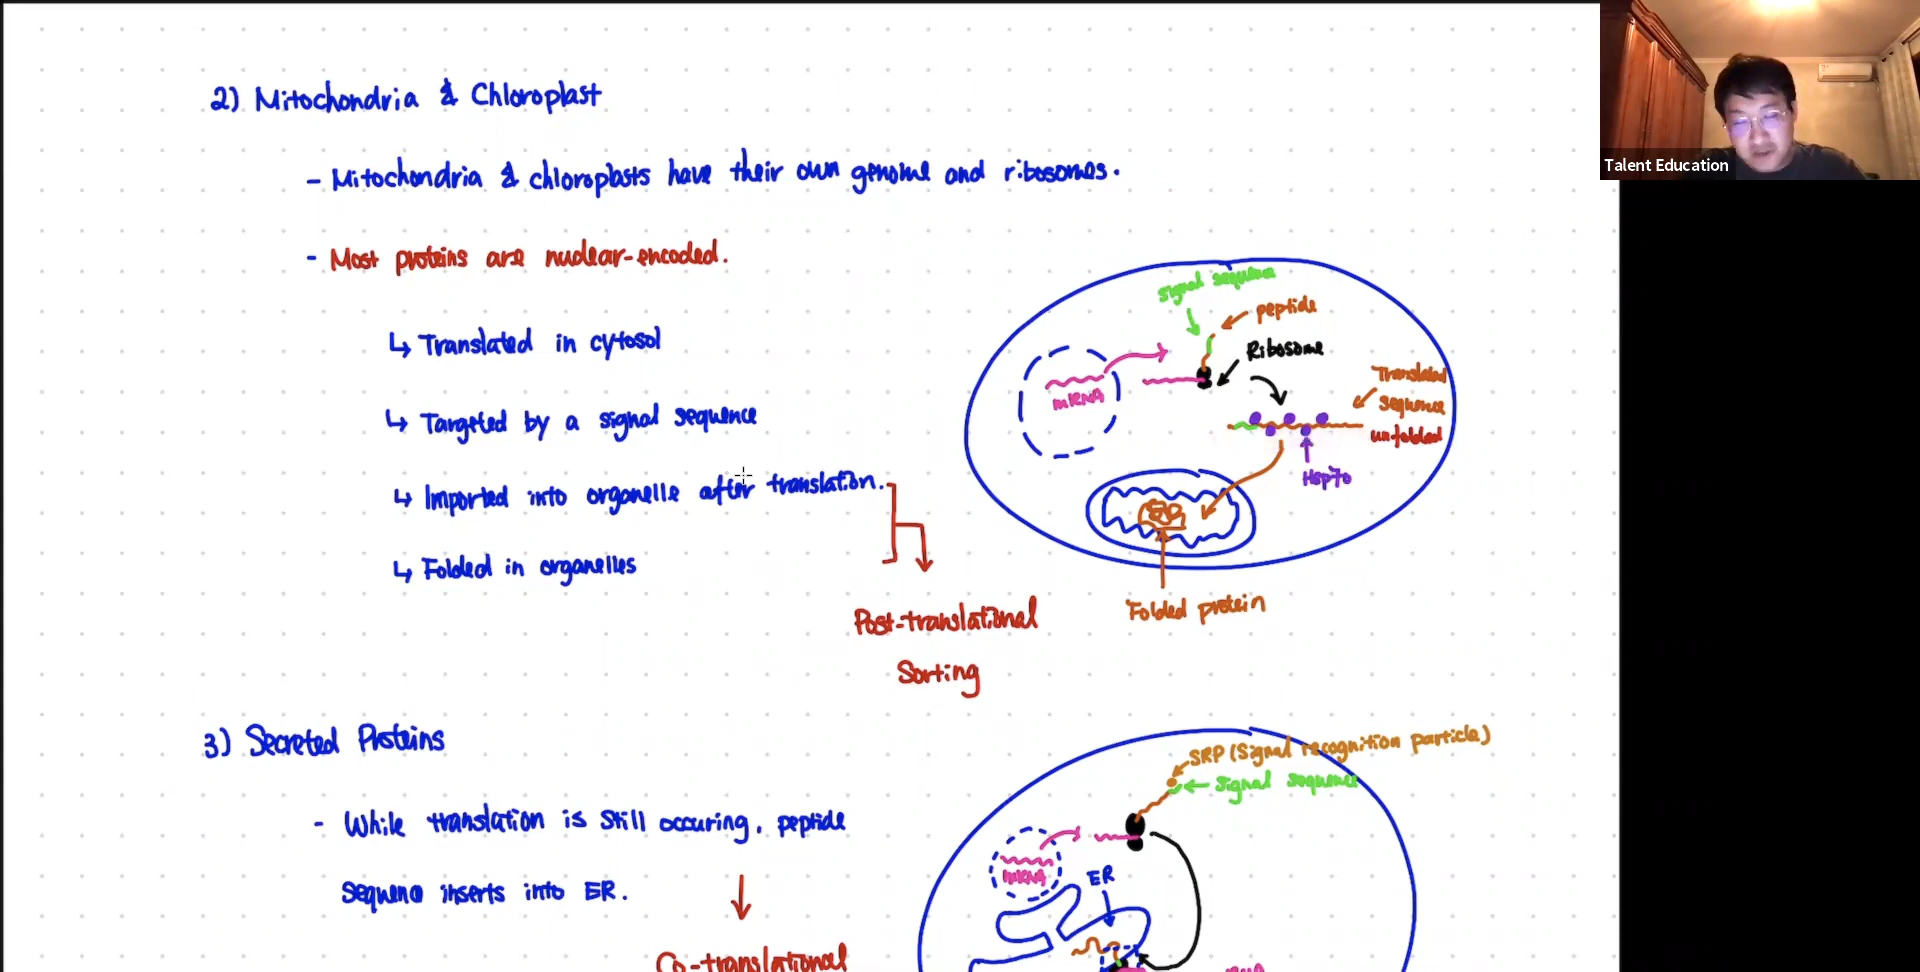 2) Mitochondria & Chloroplast
- Mitochondria & chloroplasts have their own genome and ribosomes.
- Most proteins are nuclear-encoded.
↳ Translated in cytosol
↳ Targeted by a signal sequence
↳ Imported into organelle after translation.
↳ Folded in organelles
Post-translational
Sorting
signal sequence
peptide
Ribosome
mRNA
Translated
sequence
unfolded
Hsp70
Folded protein
3) Secreted Proteins
- While translation is still occuring, peptide
sequence inserts into ER.
Co-translational
SRP (Signal recognition particle)
signal sequence
mRNA
ER
Talent Education